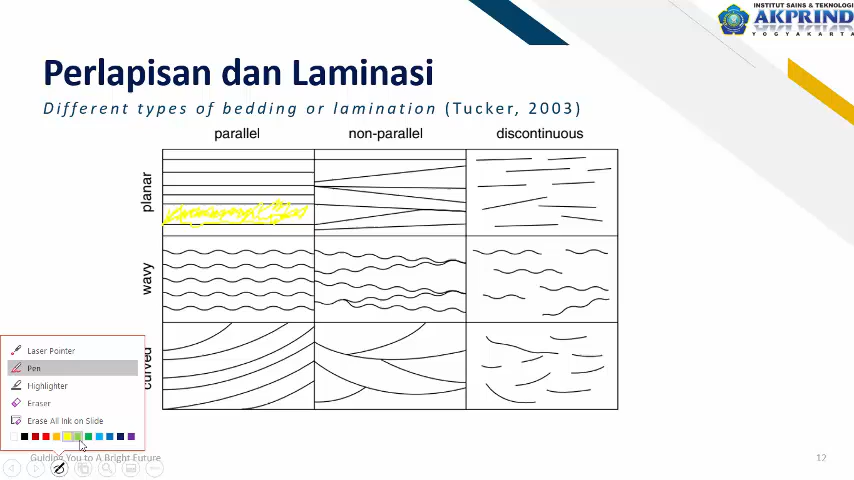 INSTITUT SAINS & TEKNOLOGI
AKPRIND
YOGYAKARTA
Perlapisan dan Laminasi
Different types of bedding or lamination (Tucker, 2003)
parallel non-parallel discontinuous
planar
wavy
curved
Laser Pointer
Pen
Highlighter
Eraser
Erase All Ink on Slide
Guiding You to A Bright Future
12